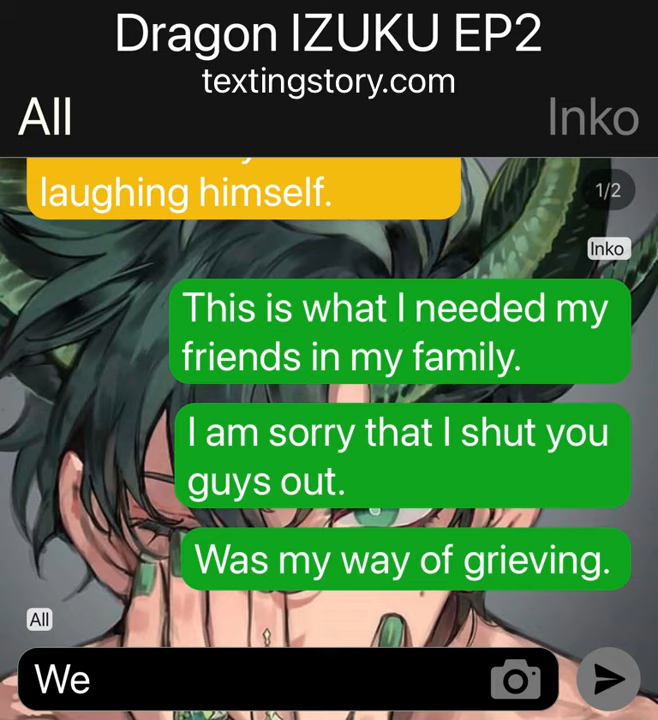 Dragon IZUKU EP2
textingstory.com
All
Inko
laughing himself.
1/2
Inko
This is what I needed my
friends in my family.
I am sorry that I shut you
guys out.
Was my way of grieving.
All
We